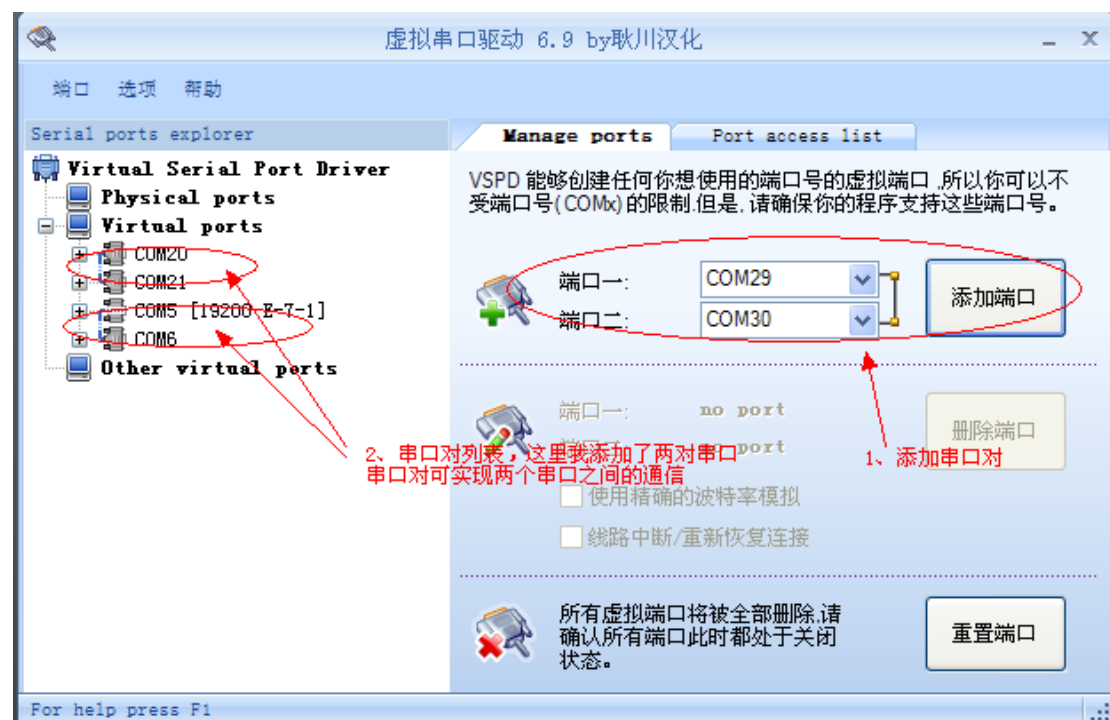 虚拟串口驱动 6.9 by耿川汉化
端口 选项 帮助
Serial ports explorer
Virtual Serial Port Driver
Physical ports
Virtual ports
COM20
COM21
COM5 [19200-E-7-1]
COM6
Other virtual ports
Manage ports Port access list
VSPD 能够创建任何你想使用的端口号的虚拟端口 ,所以你可以不
受端口号(COMx)的限制.但是, 请确保你的程序支持这些端口号。
端口一: COM29
端口二: COM30
添加端口
端口一: no port
端口二: no port
删除端口
2、串口对列表，这里我添加了两对串口
串口对可实现两个串口之间的通信
1、添加串口对
使用精确的波特率模拟
线路中断/重新恢复连接
所有虚拟端口将被全部删除,请
确认所有端口此时都处于关闭
状态。
重置端口
For help press F1